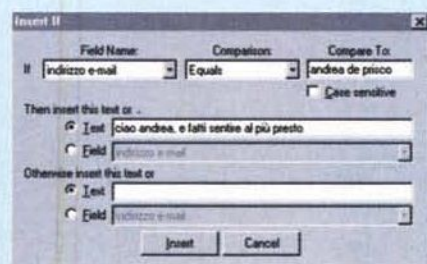 Insert If
Field Name: Comparison: Compare To:
If indirizzo e-mail Equals andrea de prisco
Case sensitive
Then insert this text or .
Text ciao andrea, e fatti sentire al più presto
Field indirizzo e-mail
Otherwise insert this text or
Text
Field indirizzo e-mail
Insert Cancel